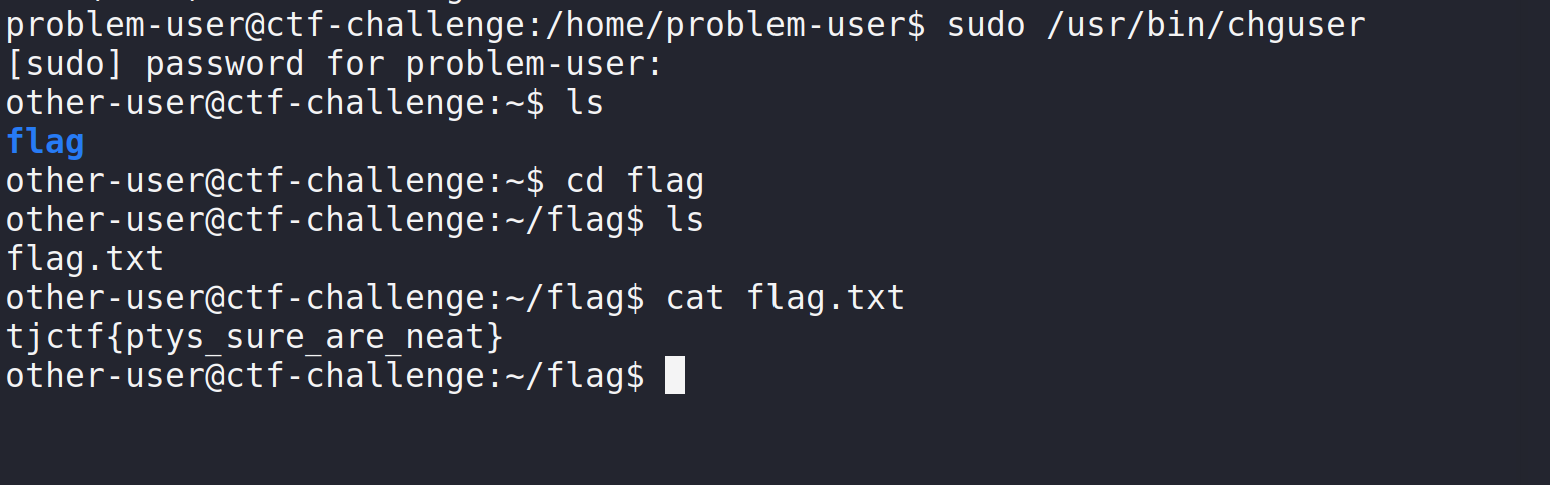 problem-user@ctf-challenge:/home/problem-user$ sudo /usr/bin/chguser
[sudo] password for problem-user:
other-user@ctf-challenge:~$ ls
flag
other-user@ctf-challenge:~$ cd flag
other-user@ctf-challenge:~/flag$ ls
flag.txt
other-user@ctf-challenge:~/flag$ cat flag.txt
tjctf{ptys_sure_are_neat}
other-user@ctf-challenge:~/flag$